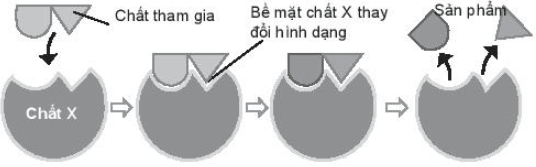 Chất tham gia
Bề mặt chất X thay
đổi hình dạng
Sản phẩm
Chất X